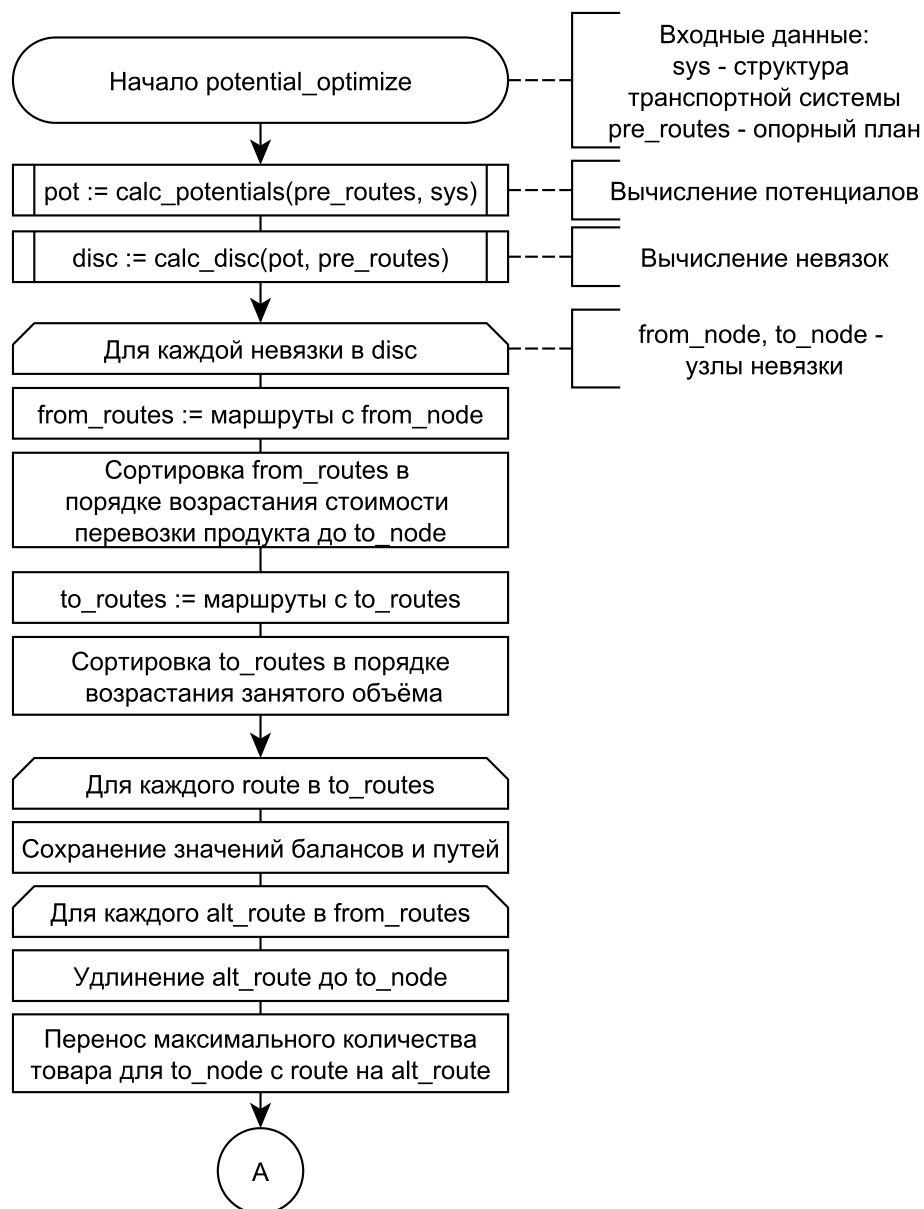 Начало potential_optimize
Входные данные:
sys - структура
транспортной системы
pre_routes - опорный план
pot := calc_potentials(pre_routes, sys)
Вычисление потенциалов
disc := calc_disc(pot, pre_routes)
Вычисление невязок
Для каждой невязки в disc
from_node, to_node -
узлы невязки
from_routes := маршруты с from_node
Сортировка from_routes в
порядке возрастания стоимости
перевозки продукта до to_node
to_routes := маршруты с to_routes
Сортировка to_routes в порядке
возрастания занятого объёма
Для каждого route в to_routes
Сохранение значений балансов и путей
Для каждого alt_route в from_routes
Удлинение alt_route до to_node
Перенос максимального количества
товара для to_node с route на alt_route
A